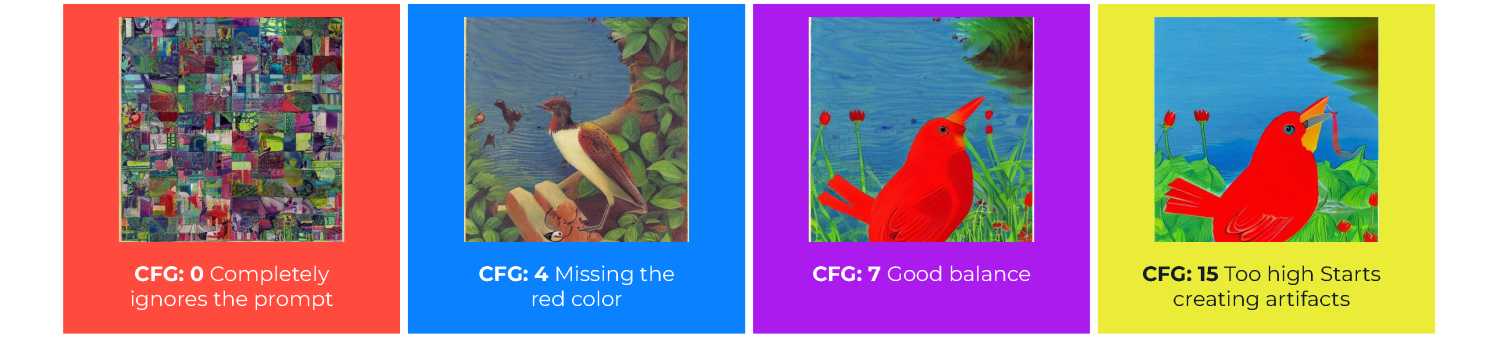 CFG: 0 Completely
ignores the prompt
CFG: 4 Missing the
red color
CFG: 7 Good balance
CFG: 15 Too high Starts
creating artifacts